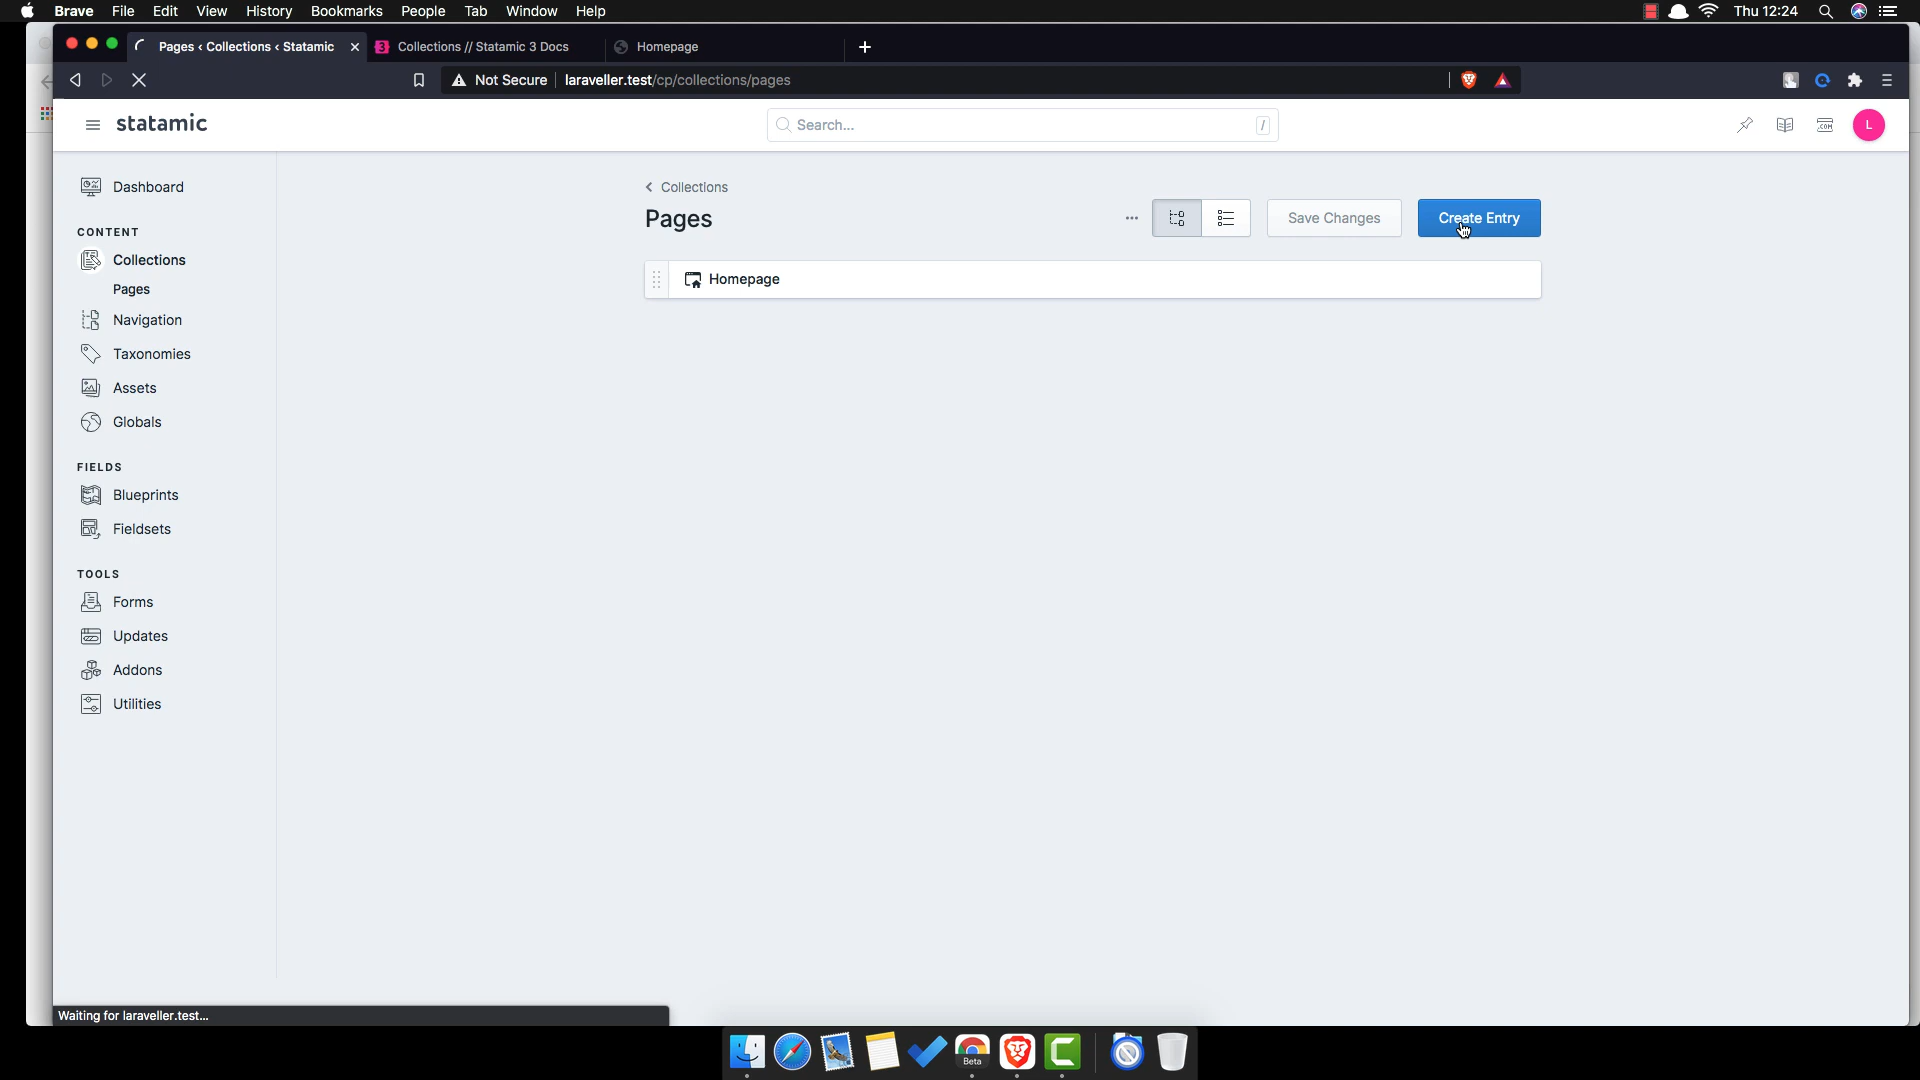 Brave File Edit View History Bookmarks People Tab Window Help Thu 12:24
Pages ‹ Collections ‹ Statamic
Collections // Statamic 3 Docs
Homepage
Not Secure laraveller.test/cp/collections/pages
statamic
Search...
/
.COM
L
Dashboard
CONTENT
Collections
Pages
Navigation
Taxonomies
Assets
Globals
FIELDS
Blueprints
Fieldsets
TOOLS
Forms
Updates
Addons
Utilities
Collections
Pages
Save Changes
Create Entry
Homepage
Waiting for laraveller.test...
Beta